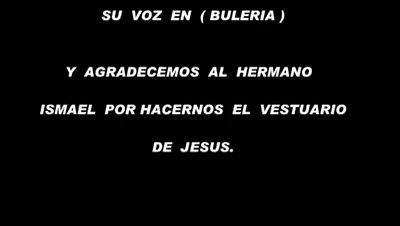 SU VOZ EN ( BULERIA )
Y AGRADECEMOS AL HERMANO
ISMAEL POR HACERNOS EL VESTUARIO
DE JESUS.